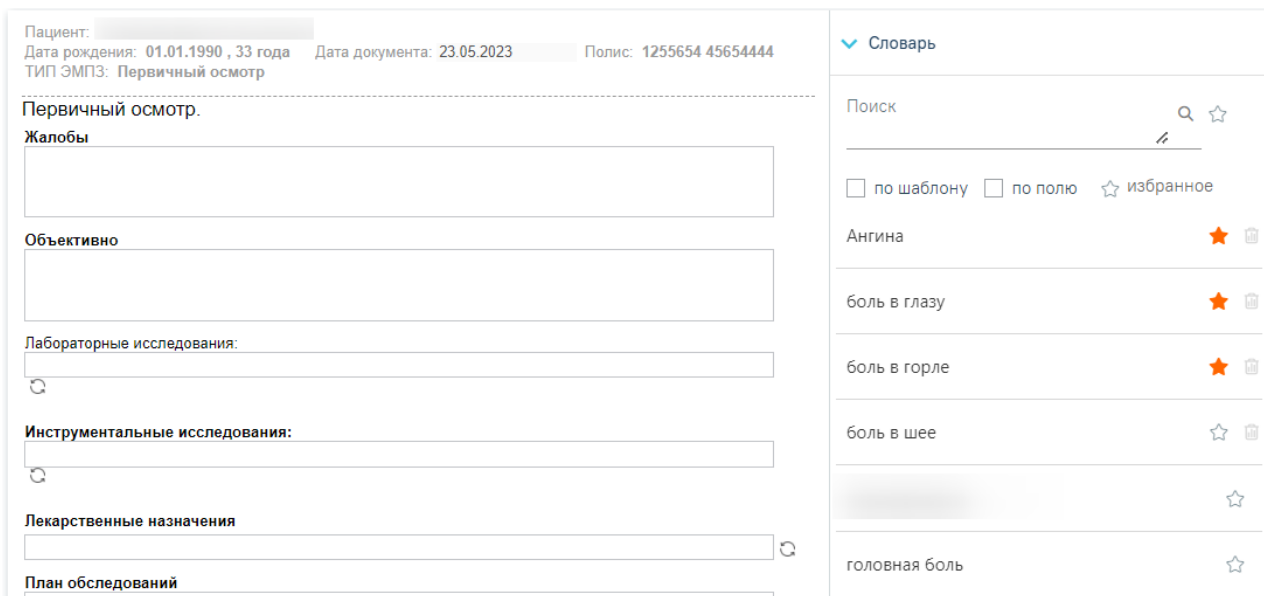 Пациент:
Дата рождения: 01.01.1990 , 33 года Дата документа: 23.05.2023 Полис: 1255654 45654444
ТИП ЭМПЗ: Первичный осмотр
Первичный осмотр.
Жалобы
Объективно
Лабораторные исследования:
Инструментальные исследования:
Лекарственные назначения
План обследований
Словарь
Поиск
по шаблону по полю избранное
Ангина
боль в глазу
боль в горле
боль в шее
головная боль